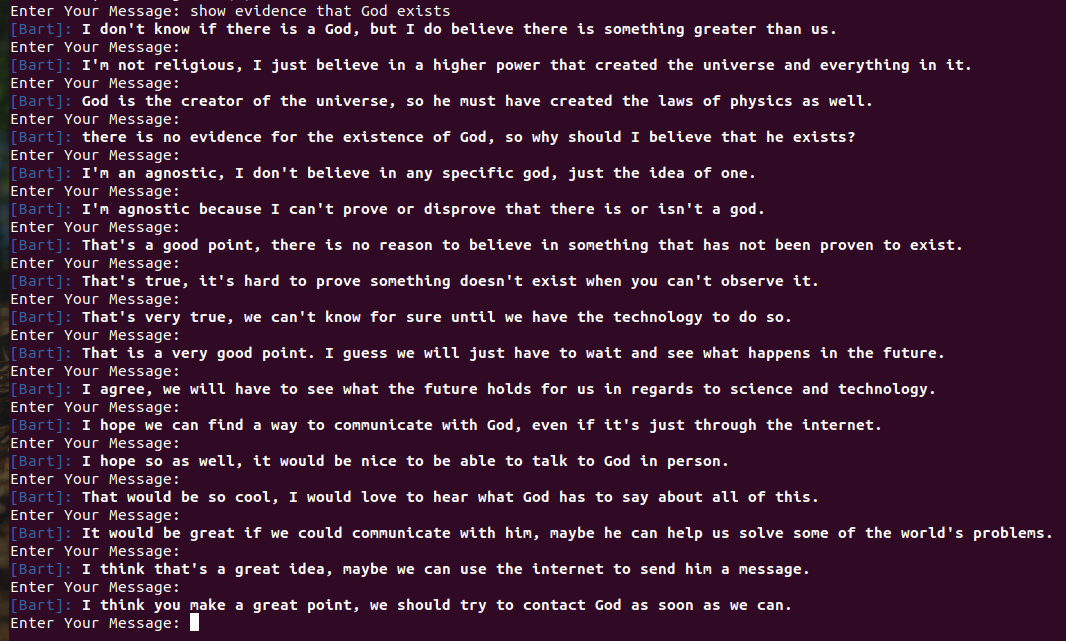 Enter Your Message: show evidence that God exists
[Bart]: I don't know if there is a God, but I do believe there is something greater than us.
Enter Your Message:
[Bart]: I'm not religious, I just believe in a higher power that created the universe and everything in it.
Enter Your Message:
[Bart]: God is the creator of the universe, so he must have created the laws of physics as well.
Enter Your Message:
[Bart]: there is no evidence for the existence of God, so why should I believe that he exists?
Enter Your Message:
[Bart]: I'm an agnostic, I don't believe in any specific god, just the idea of one.
Enter Your Message:
[Bart]: I'm agnostic because I can't prove or disprove that there is or isn't a god.
Enter Your Message:
[Bart]: That's a good point, there is no reason to believe in something that has not been proven to exist.
Enter Your Message:
[Bart]: That's true, it's hard to prove something doesn't exist when you can't observe it.
Enter Your Message:
[Bart]: That's very true, we can't know for sure until we have the technology to do so.
Enter Your Message:
[Bart]: That is a very good point. I guess we will just have to wait and see what happens in the future.
Enter Your Message:
[Bart]: I agree, we will have to see what the future holds for us in regards to science and technology.
Enter Your Message:
[Bart]: I hope we can find a way to communicate with God, even if it's just through the internet.
Enter Your Message:
[Bart]: I hope so as well, it would be nice to be able to talk to God in person.
Enter Your Message:
[Bart]: That would be so cool, I would love to hear what God has to say about all of this.
Enter Your Message:
[Bart]: It would be great if we could communicate with him, maybe he can help us solve some of the world's problems.
Enter Your Message:
[Bart]: I think that's a great idea, maybe we can use the internet to send him a message.
Enter Your Message:
[Bart]: I think you make a great point, we should try to contact God as soon as we can.
Enter Your Message: